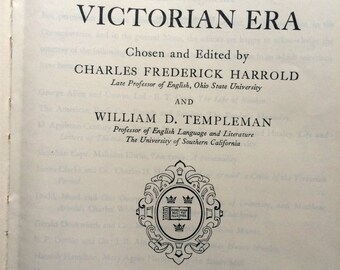 VICTORIAN ERA
Chosen and Edited by
CHARLES FREDERICK HARROLD
Late Professor of English, Ohio State University
AND
WILLIAM D. TEMPLEMAN
Professor of English Language and Literature
The University of Southern California